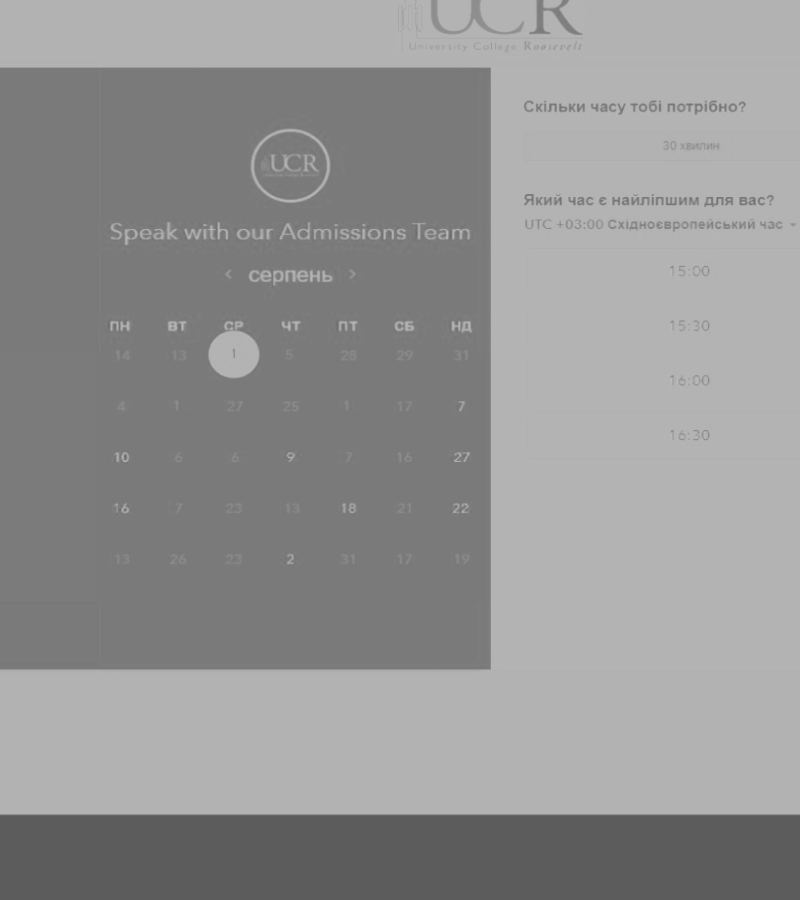 UCR
University College Roosevelt
UCR
Speak with our Admissions Team
< серпень >
ПН ВТ СР ЧТ ПТ СБ НД
14 13 1 5 28 29 31
4 1 27 25 1 17 7
10 6 6 9 7 16 27
16 7 23 13 18 21 22
13 26 23 2 31 17 19
Скільки часу тобі потрібно?
30 хвилин
Який час є найліпшим для вас?
UTC +03:00 Східноєвропейський час
15:00
15:30
16:00
16:30